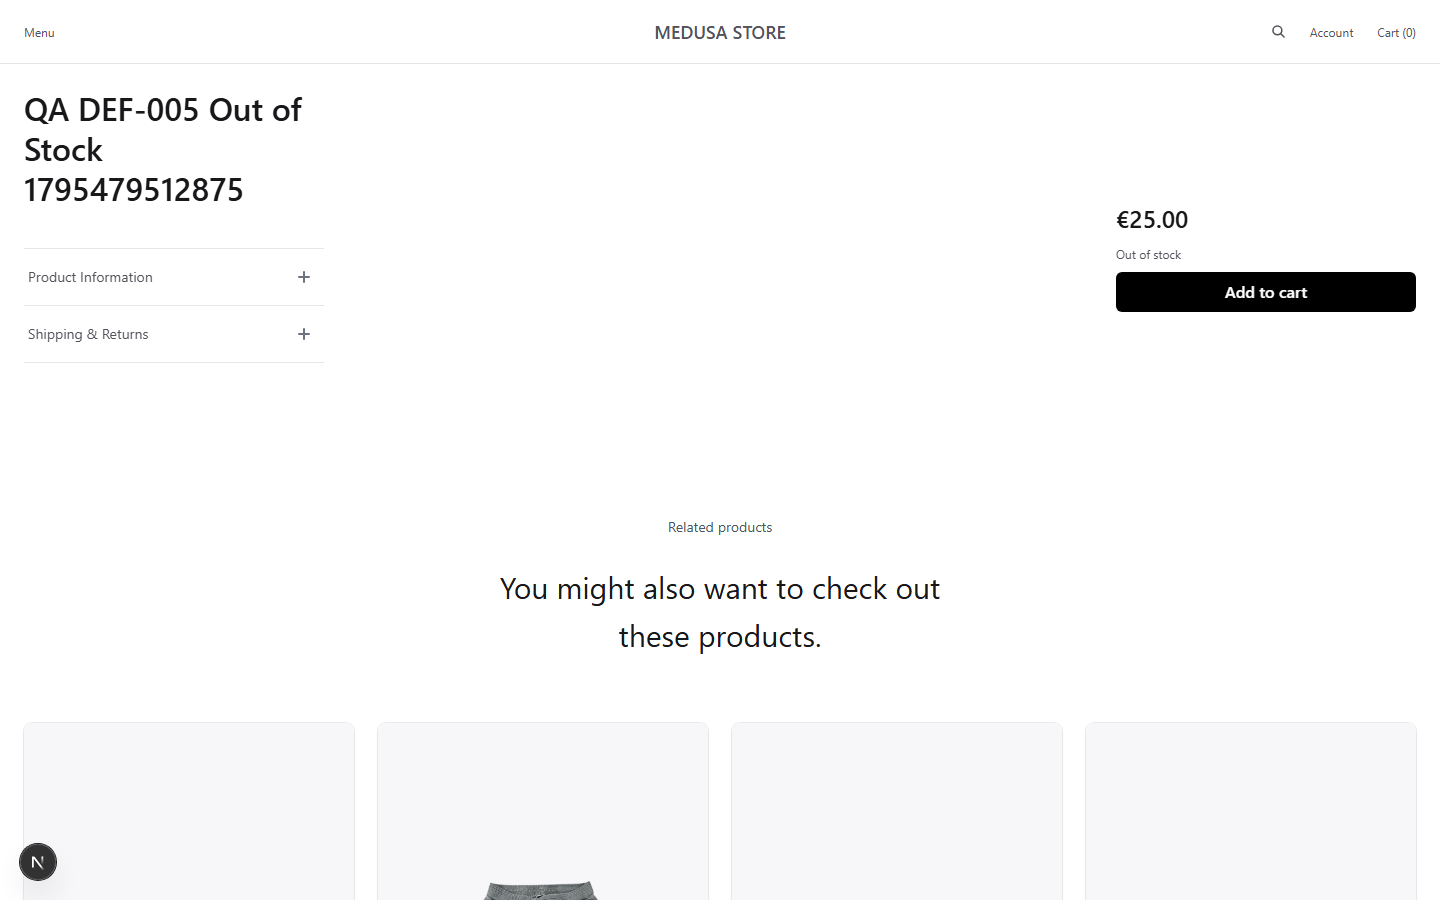 Menu
MEDUSA STORE
Account
Cart (0)
QA DEF-005 Out of
Stock
1795479512875
Product Information
Shipping & Returns
€25.00
Out of stock
Add to cart
Related products
You might also want to check out
these products.
N